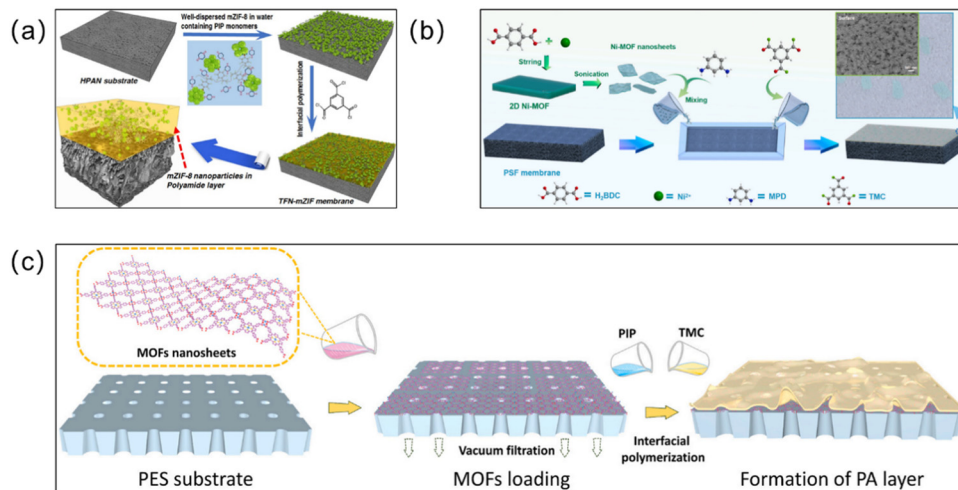 (a)
Well-dispersed mZIF-8 in water
containing PIP monomers
HPAN substrate
Interfacial polymerization
mZIF-8 nanoparticles in
Polyamide layer
TFN-mZIF membrane
(b)
Ni-MOF nanosheets
Strring
Sonication
Mixing
2D Ni-MOF
PSF membrane
= H₂BDC
= Ni²⁺
= MPD
= TMC
(c)
MOFs nanosheets
PIP
TMC
Vacuum filtration
Interfacial
polymerization
PES substrate
MOFs loading
Formation of PA layer